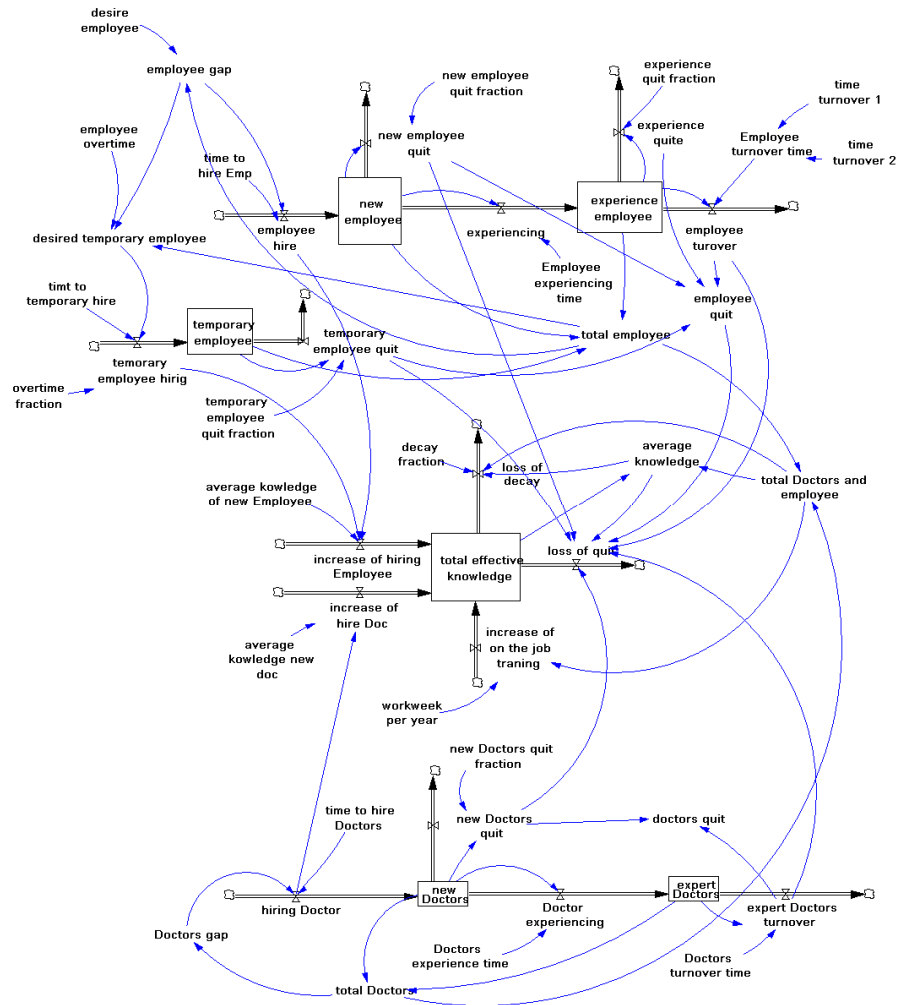 desire
employee
employee gap
employee
overtime
time to
hire Emp
new employee
quit fraction
new employee
quit
experience
quit fraction
experience
quite
time
turnover 1
Employee
turnover time
time
turnover 2
new
employee
experience
employee
employee
hire
experiencing
employee
turover
desired temporary employee
Employee
experiencing
time
timt to
temporary hire
employee
quit
temporary
employee
temporary
employee quit
total employee
temorary
employee hirig
overtime
fraction
temporary
employee
quit fraction
decay
fraction
loss of
decay
average
knowledge
total Doctors and
employee
average kowledge
of new Employee
increase of hiring
Employee
total effective
knowledge
loss of quit
increase of
hire Doc
average
kowledge new
doc
increase of
on the job
traning
workweek
per year
new Doctors quit
fraction
time to hire
Doctors
new Doctors
quit
doctors quit
new
Doctors
expert
Doctors
hiring Doctor
Doctor
experiencing
expert Doctors
turnover
Doctors gap
Doctors
experience time
Doctors
turnover time
total Doctors